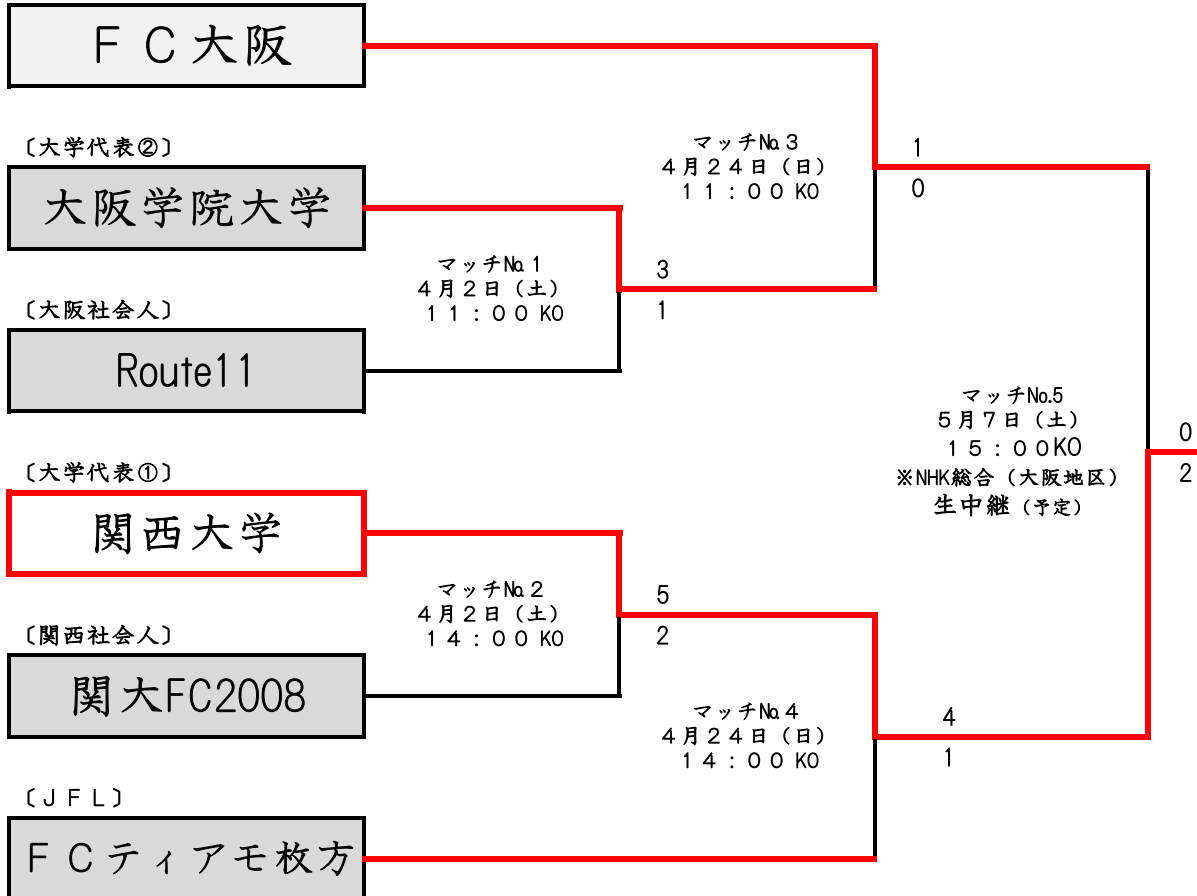 ＦＣ大阪
〔大学代表②〕
大阪学院大学
〔大阪社会人〕
Route11
〔大学代表①〕
関西大学
〔関西社会人〕
関大FC2008
〔ＪＦＬ〕
ＦＣティアモ枚方
マッチ№1
４月２日（土）
１１：００KO
3
1
マッチ№2
４月２日（土）
１４：００KO
5
2
マッチ№3
４月２４日（日）
１１：００KO
1
0
マッチ№4
４月２４日（日）
１４：００KO
4
1
マッチNo.5
５月７日（土）
１５：００KO
※NHK総合（大阪地区）
生中継（予定）
0
2